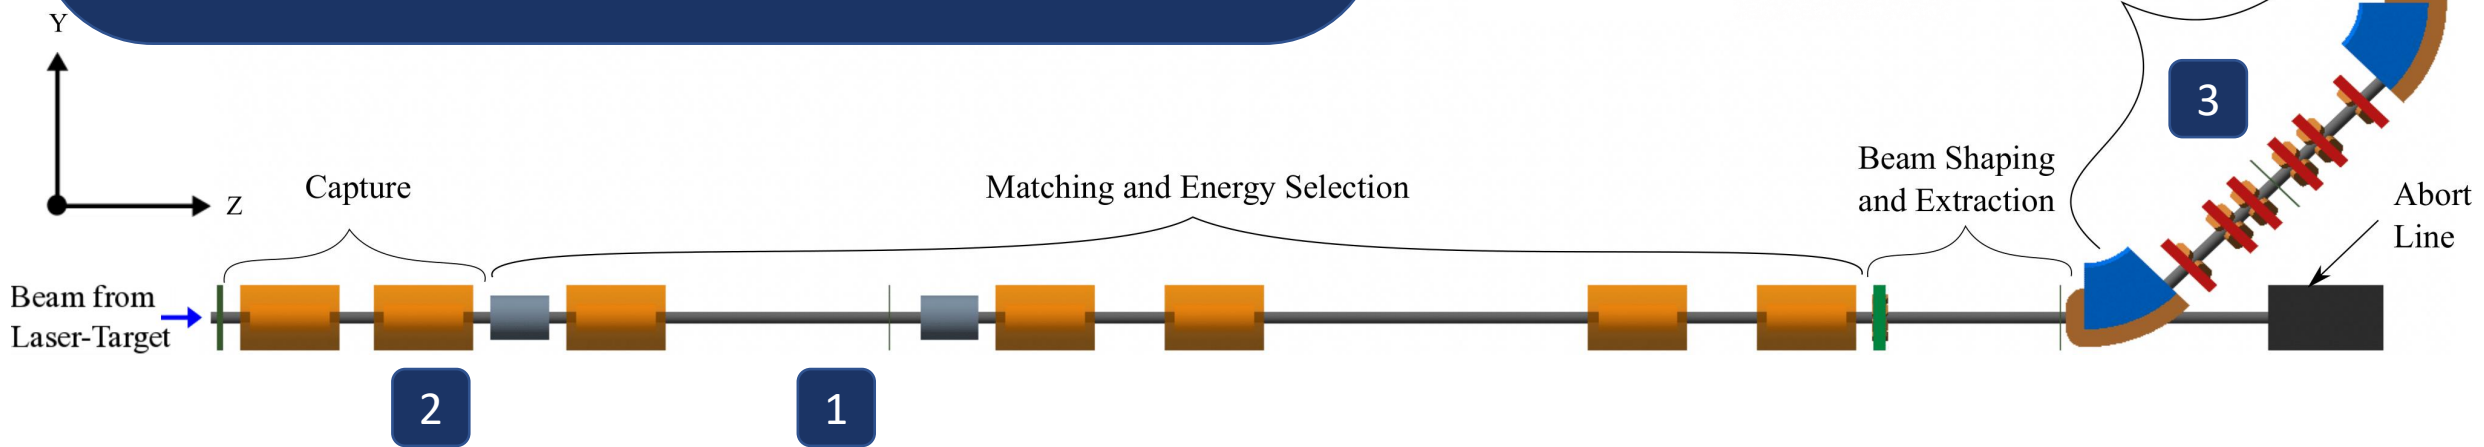 Y
Z
Capture
Matching and Energy Selection
Beam Shaping
and Extraction
3
Abort
Line
Beam from
Laser-Target
2
1